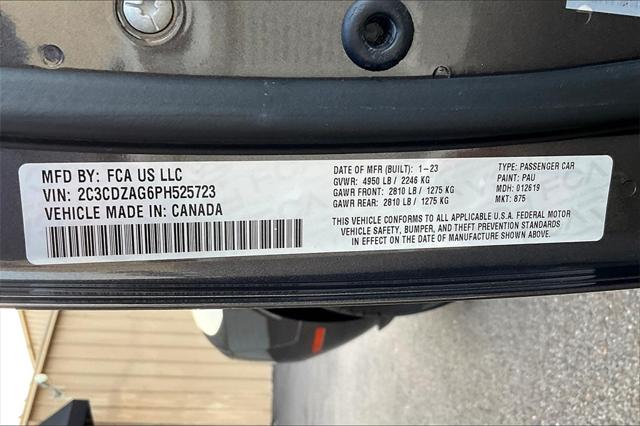 MFD BY: FCA US LLC
VIN: 2C3CDZAG6PH525723
VEHICLE MADE IN: CANADA
DATE OF MFR (BUILT): 1-23
GVWR: 4950 LB / 2246 KG
GAWR FRONT: 2810 LB / 1275 KG
GAWR REAR: 2810 LB / 1275 KG
TYPE: PASSENGER CAR
PAINT: PAU
MDH: 012619
MKT: 875
THIS VEHICLE CONFORMS TO ALL APPLICABLE U.S.A. FEDERAL MOTOR
VEHICLE SAFETY, BUMPER, AND THEFT PREVENTION STANDARDS
IN EFFECT ON THE DATE OF MANUFACTURE SHOWN ABOVE.